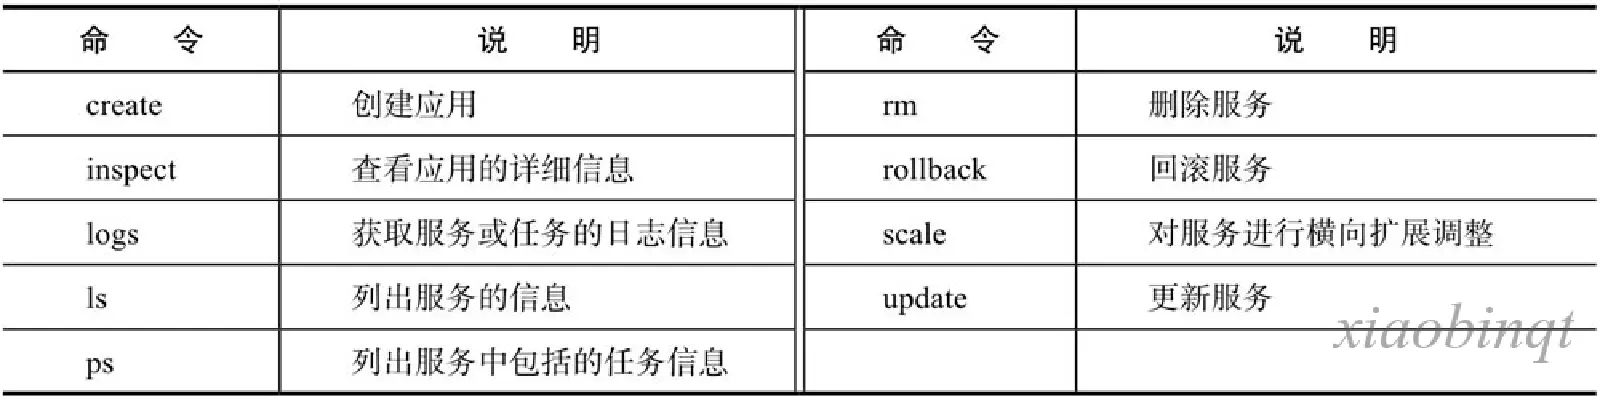 命 令 说 明 命 令 说 明
create 创建应用 rm 删除服务
inspect 查看应用的详细信息 rollback 回滚服务
logs 获取服务或任务的日志信息 scale 对服务进行横向扩展调整
ls 列出服务的信息 update 更新服务
ps 列出服务中包括的任务信息
xiaobinqt